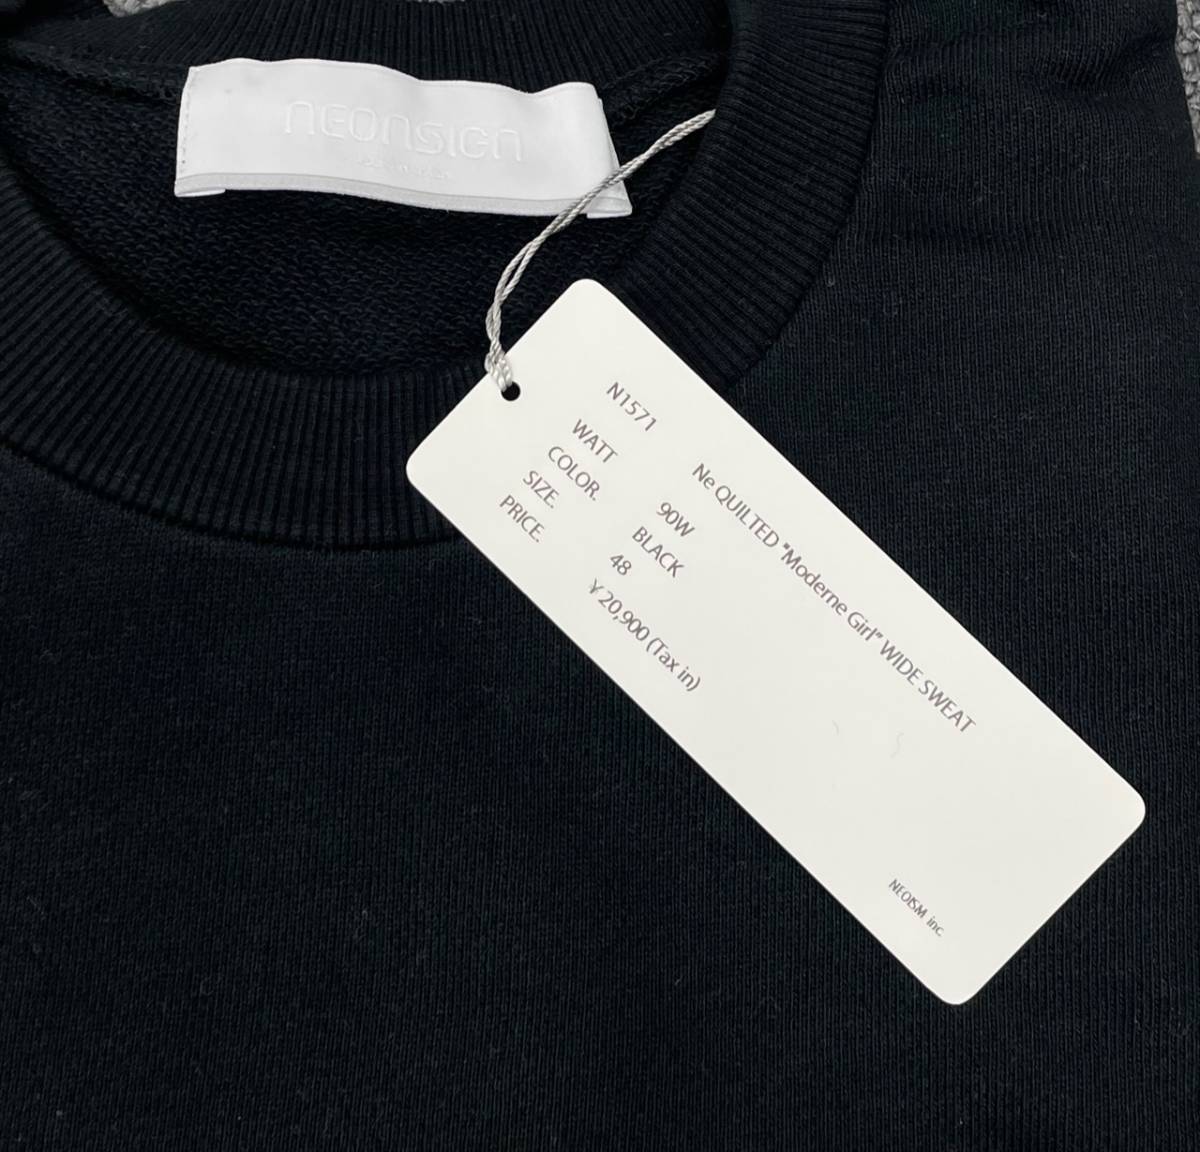 NEONSIGN
N1571
Ne QUILTED "Moderne Girl" WIDE SWEAT
WATT 90W
COLOR. BLACK
SIZE. 48
PRICE. ¥20,900 (Tax in)
NEOISM inc.